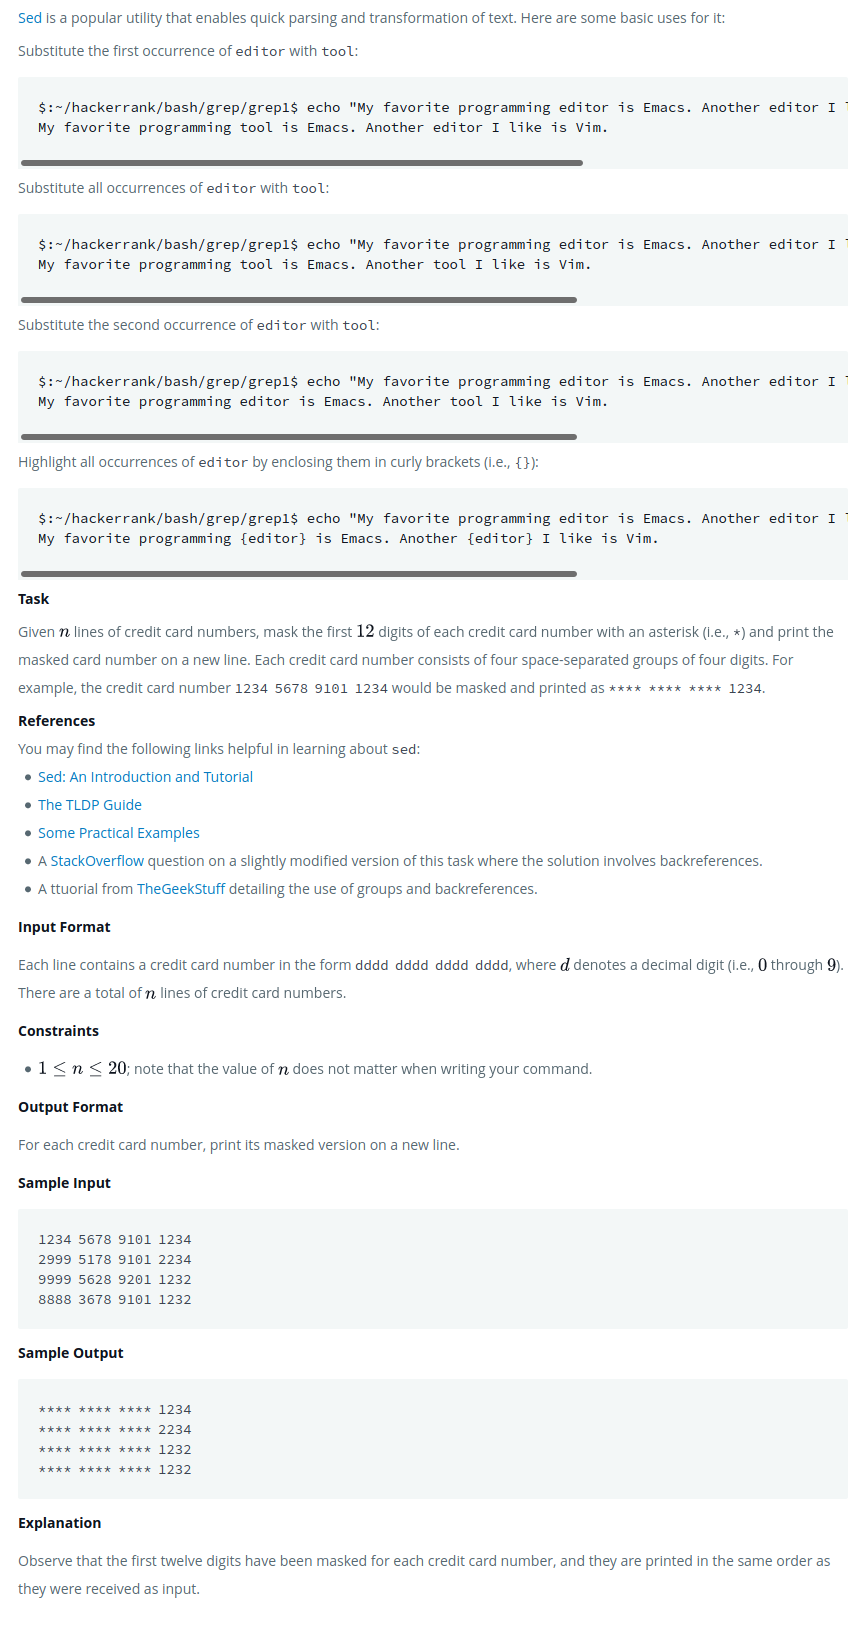 Sed is a popular utility that enables quick parsing and transformation of text. Here are some basic uses for it:
Substitute the first occurrence of editor with tool:
$:~/hackerrank/bash/grep/grep1$ echo "My favorite programming editor is Emacs. Another editor I
My favorite programming tool is Emacs. Another editor I like is Vim.
Substitute all occurrences of editor with tool:
$:~/hackerrank/bash/grep/grep1$ echo "My favorite programming editor is Emacs. Another editor I
My favorite programming tool is Emacs. Another tool I like is Vim.
Substitute the second occurrence of editor with tool:
$:~/hackerrank/bash/grep/grep1$ echo "My favorite programming editor is Emacs. Another editor I
My favorite programming editor is Emacs. Another tool I like is Vim.
Highlight all occurrences of editor by enclosing them in curly brackets (i.e., {}):
$:~/hackerrank/bash/grep/grep1$ echo "My favorite programming editor is Emacs. Another editor I
My favorite programming {editor} is Emacs. Another {editor} I like is Vim.
Task
Given n lines of credit card numbers, mask the first 12 digits of each credit card number with an asterisk (i.e., *) and print the
masked card number on a new line. Each credit card number consists of four space-separated groups of four digits. For
example, the credit card number 1234 5678 9101 1234 would be masked and printed as **** **** **** 1234.
References
You may find the following links helpful in learning about sed:
• Sed: An Introduction and Tutorial
• The TLDP Guide
• Some Practical Examples
• A StackOverflow question on a slightly modified version of this task where the solution involves backreferences.
• A ttuorial from TheGeekStuff detailing the use of groups and backreferences.
Input Format
Each line contains a credit card number in the form dddd dddd dddd dddd, where d denotes a decimal digit (i.e., 0 through 9).
There are a total of n lines of credit card numbers.
Constraints
• 1 ≤ n ≤ 20; note that the value of n does not matter when writing your command.
Output Format
For each credit card number, print its masked version on a new line.
Sample Input
1234 5678 9101 1234
2999 5178 9101 2234
9999 5628 9201 1232
8888 3678 9101 1232
Sample Output
**** **** **** 1234
**** **** **** 2234
**** **** **** 1232
**** **** **** 1232
Explanation
Observe that the first twelve digits have been masked for each credit card number, and they are printed in the same order as
they were received as input.